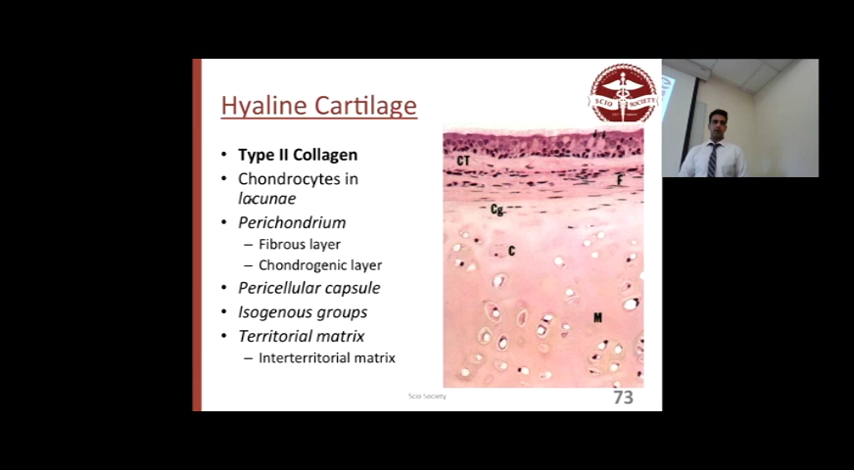 Hyaline Cartilage
SCIO SOCIETY
• Type II Collagen
• Chondrocytes in
lacunae
• Perichondrium
– Fibrous layer
– Chondrogenic layer
• Pericellular capsule
• Isogenous groups
• Territorial matrix
– Interterritorial matrix
CT
F
Cg
C
M
Scio Society
73